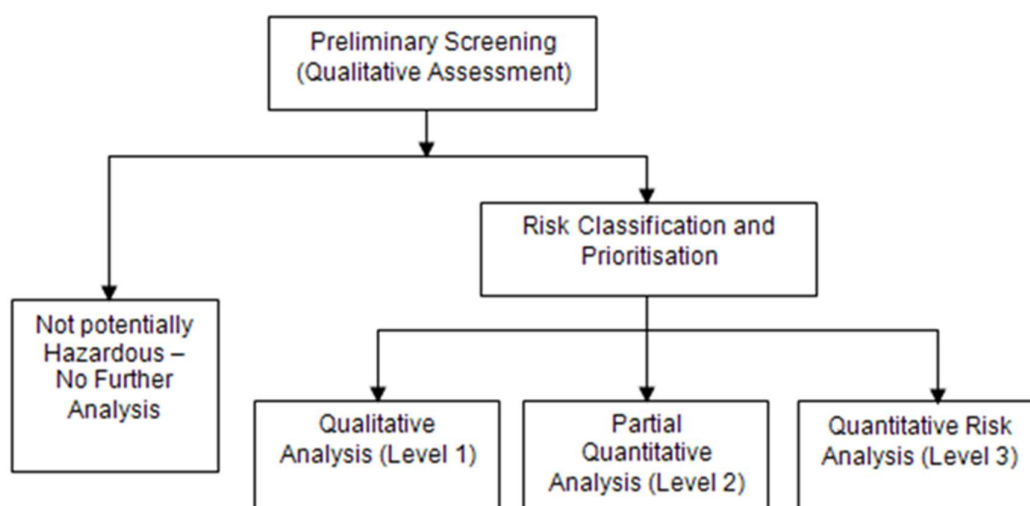 Preliminary Screening
(Qualitative Assessment)
Risk Classification and
Prioritisation
Not potentially
Hazardous –
No Further
Analysis
Qualitative
Analysis (Level 1)
Partial
Quantitative
Analysis (Level 2)
Quantitative Risk
Analysis (Level 3)